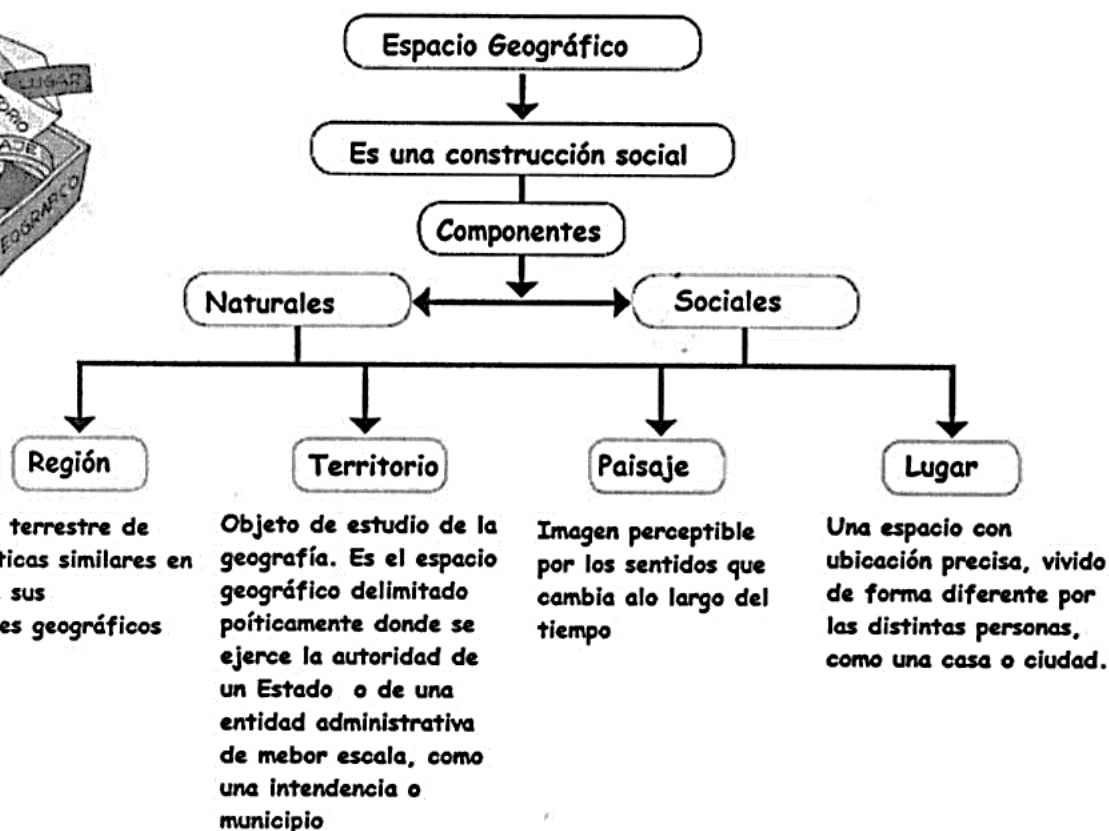 LUGAR
Espacio Geográfico
Es una construcción social
Componentes
Naturales
Sociales
Región
terrestre de
similares en
sus
geográficos
Territorio
Objeto de estudio de la
geografía. Es el espacio
geográfico delimitado
poíticamente donde se
ejerce la autoridad de
un Estado o de una
entidad administrativa
de mebor escala, como
una intendencia o
municipio
Paisaje
Imagen perceptible
por los sentidos que
cambia alo largo del
tiempo
Lugar
Una espacio con
ubicación precisa, vivido
de forma diferente por
las distintas personas,
como una casa o ciudad.